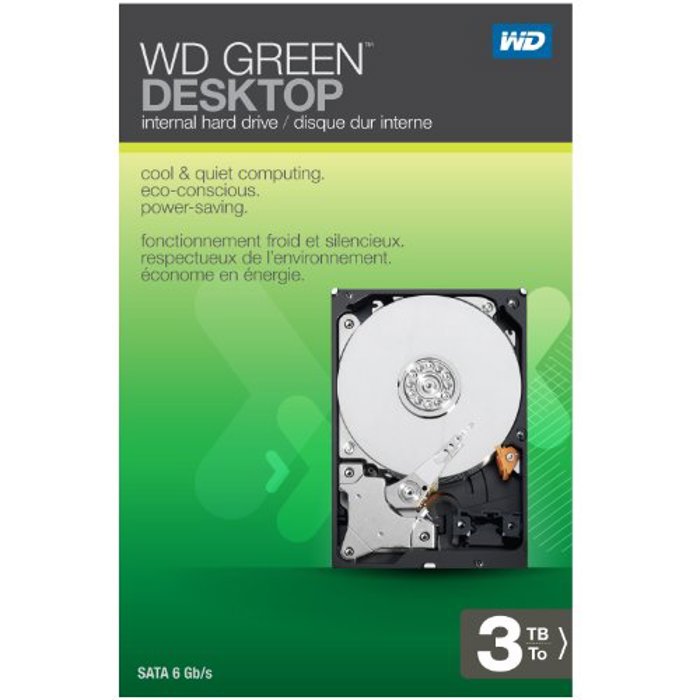 WD GREEN™
WD
DESKTOP
internal hard drive / disque dur interne
cool & quiet computing.
eco-conscious.
power-saving.
fonctionnement froid et silencieux.
respectueux de l'environnement.
économe en énergie.
3 TB
To
SATA 6 Gb/s